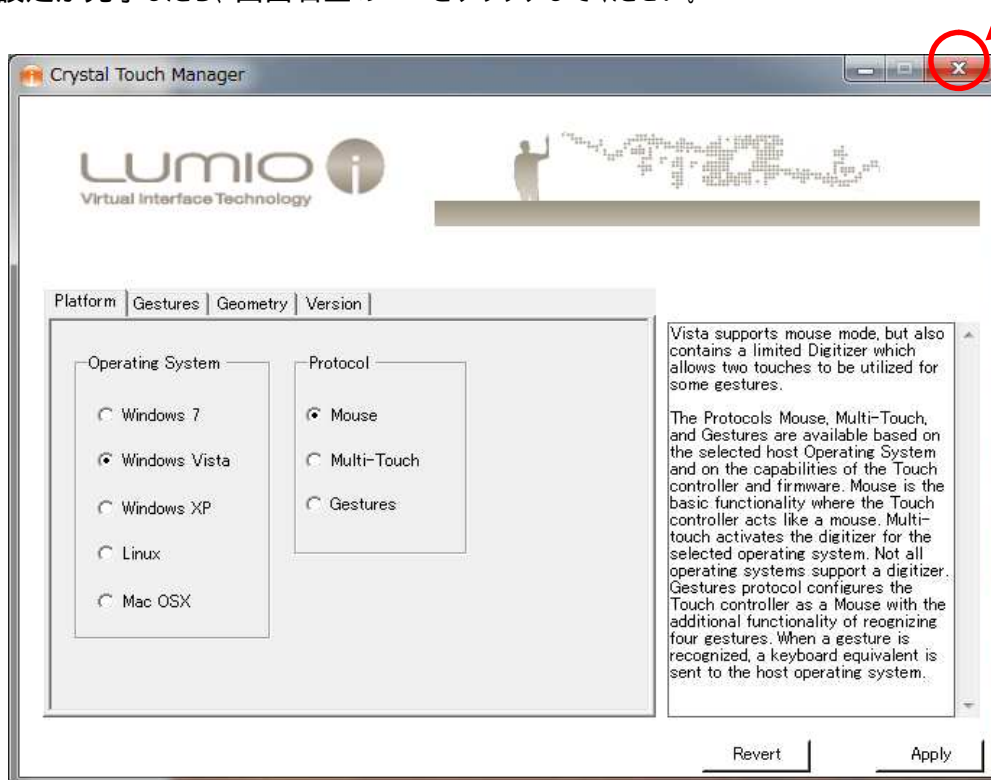 Crystal Touch Manager
LUMIO i
Virtual Interface Technology
Platform Gestures Geometry Version
Operating System
Windows 7
Windows Vista
Windows XP
Linux
Mac OSX
Protocol
Mouse
Multi-Touch
Gestures
Vista supports mouse mode, but also
contains a limited Digitizer which
allows two touches to be utilized for
some gestures.
The Protocols Mouse, Multi-Touch,
and Gestures are available based on
the selected host Operating System
and on the capabilities of the Touch
controller and firmware. Mouse is the
basic functionality where the Touch
controller acts like a mouse. Multi-
touch activates the digitizer for the
selected operating system. Not all
operating systems support a digitizer.
Gestures protocol configures the
Touch controller as a Mouse with the
additional functionality of reognizing
four gestures. When a gesture is
recognized, a keyboard equivalent is
sent to the host operating system.
Revert Apply